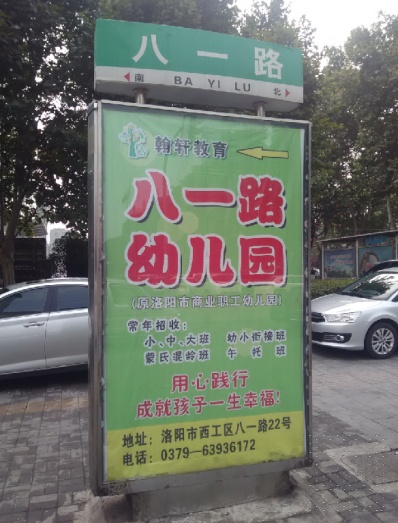 八一路
南 BA YI LU 北
翰轩教育
八一路
幼儿园
(原洛阳市商业职工幼儿园)
常年招收:
小、中、大班 幼小衔接班
蒙氏混龄班 午托班
用心践行
成就孩子一生幸福!
地址: 洛阳市西工区八一路22号
电话: 0379-63936172